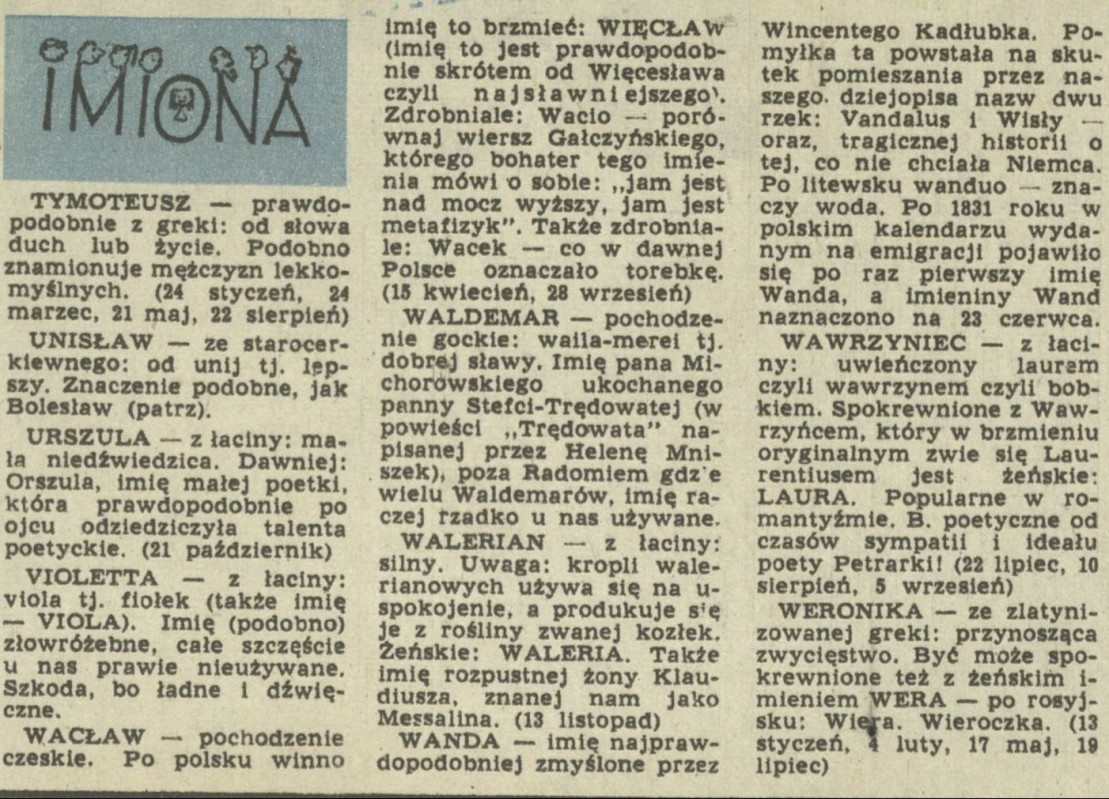 IMIONA
TYMOTEUSZ — prawdo-
podobnie z greki: od słowa
duch lub życie. Podobno
znamionuje mężczyzn lekko-
myślnych. (24 styczeń, 24
marzec, 21 maj, 22 sierpień)
UNISŁAW — ze starocer-
kiewnego: od unij tj. lep-
szy. Znaczenie podobne, jak
Bolesław (patrz).
URSZULA — z łaciny: ma-
ła niedźwiedzica. Dawniej:
Orszula, imię małej poetki,
która prawdopodobnie po
ojcu odziedziczyła talenta
poetyckie. (21 październik)
VIOLETTA — z łaciny:
viola tj. fiołek (także imię
— VIOLA). Imię (podobno)
złowróżebne, całe szczęście
u nas prawie nieużywane.
Szkoda, bo ładne i dźwię-
czne.
WACŁAW — pochodzenie
czeskie. Po polsku winno
imię to brzmieć: WIĘCŁAW
(imię to jest prawdopodob-
nie skrótem od Więcesława
czyli najsławniejszego).
Zdrobniale: Wacio — poró-
wnaj wiersz Gałczyńskiego,
którego bohater tego imie-
nia mówi o sobie: „jam jest
nad mocz wyższy, jam jest
metafizyk”. Także zdrobnia-
le: Wacek — co w dawnej
Polsce oznaczało torebkę.
(15 kwiecień, 28 wrzesień)
WALDEMAR — pochodze-
nie gockie: waila-merei tj.
dobrej sławy. Imię pana Mi-
chorowskiego ukochanego
panny Stefci-Trędowatej (w
powieści „Trędowata” na-
pisanej przez Helenę Mni-
szek), poza Radomiem gdz'e
wielu Waldemarów, imię ra-
czej rzadko u nas używane.
WALERIAN — z łaciny:
silny. Uwaga: kropli wale-
rianowych używa się na u-
spokojenie, a produkuje się
je z rośliny zwanej kozłek.
Żeńskie: WALERIA. Także
imię rozpustnej żony Klau-
diusza, znanej nam jako
Messalina. (13 listopad)
WANDA — imię najpraw-
dopodobniej zmyślone przez
Wincentego Kadłubka. Po-
myłka ta powstała na sku-
tek pomieszania przez na-
szego. dziejopisa nazw dwu
rzek: Vandalus i Wisły —
oraz, tragicznej historii o
tej, co nie chciała Niemca.
Po litewsku wanduo — zna-
czy woda. Po 1831 roku w
polskim kalendarzu wyda-
nym na emigracji pojawiło
się po raz pierwszy imię
Wanda, a imieniny Wand
naznaczono na 23 czerwca.
WAWRZYNIEC — z łaci-
ny: uwieńczony laurem
czyli wawrzynem czyli bob-
kiem. Spokrewnione z Waw-
rzyńcem, który w brzmieniu
oryginalnym zwie się Lau-
rentiusem jest żeńskie:
LAURA. Popularne w ro-
mantyźmie. B. poetyczne od
czasów sympatii i ideału
poety Petrarki! (22 lipiec, 10
sierpień, 5 wrzesień)
WERONIKA — ze zlatyni-
zowanej greki: przynosząca
zwycięstwo. Być może spo-
krewnione też z żeńskim i-
mieniem WERA — po rosyj-
sku: Wiera. Wieroczka. (13
styczeń, 4 luty, 17 maj, 19
lipiec)